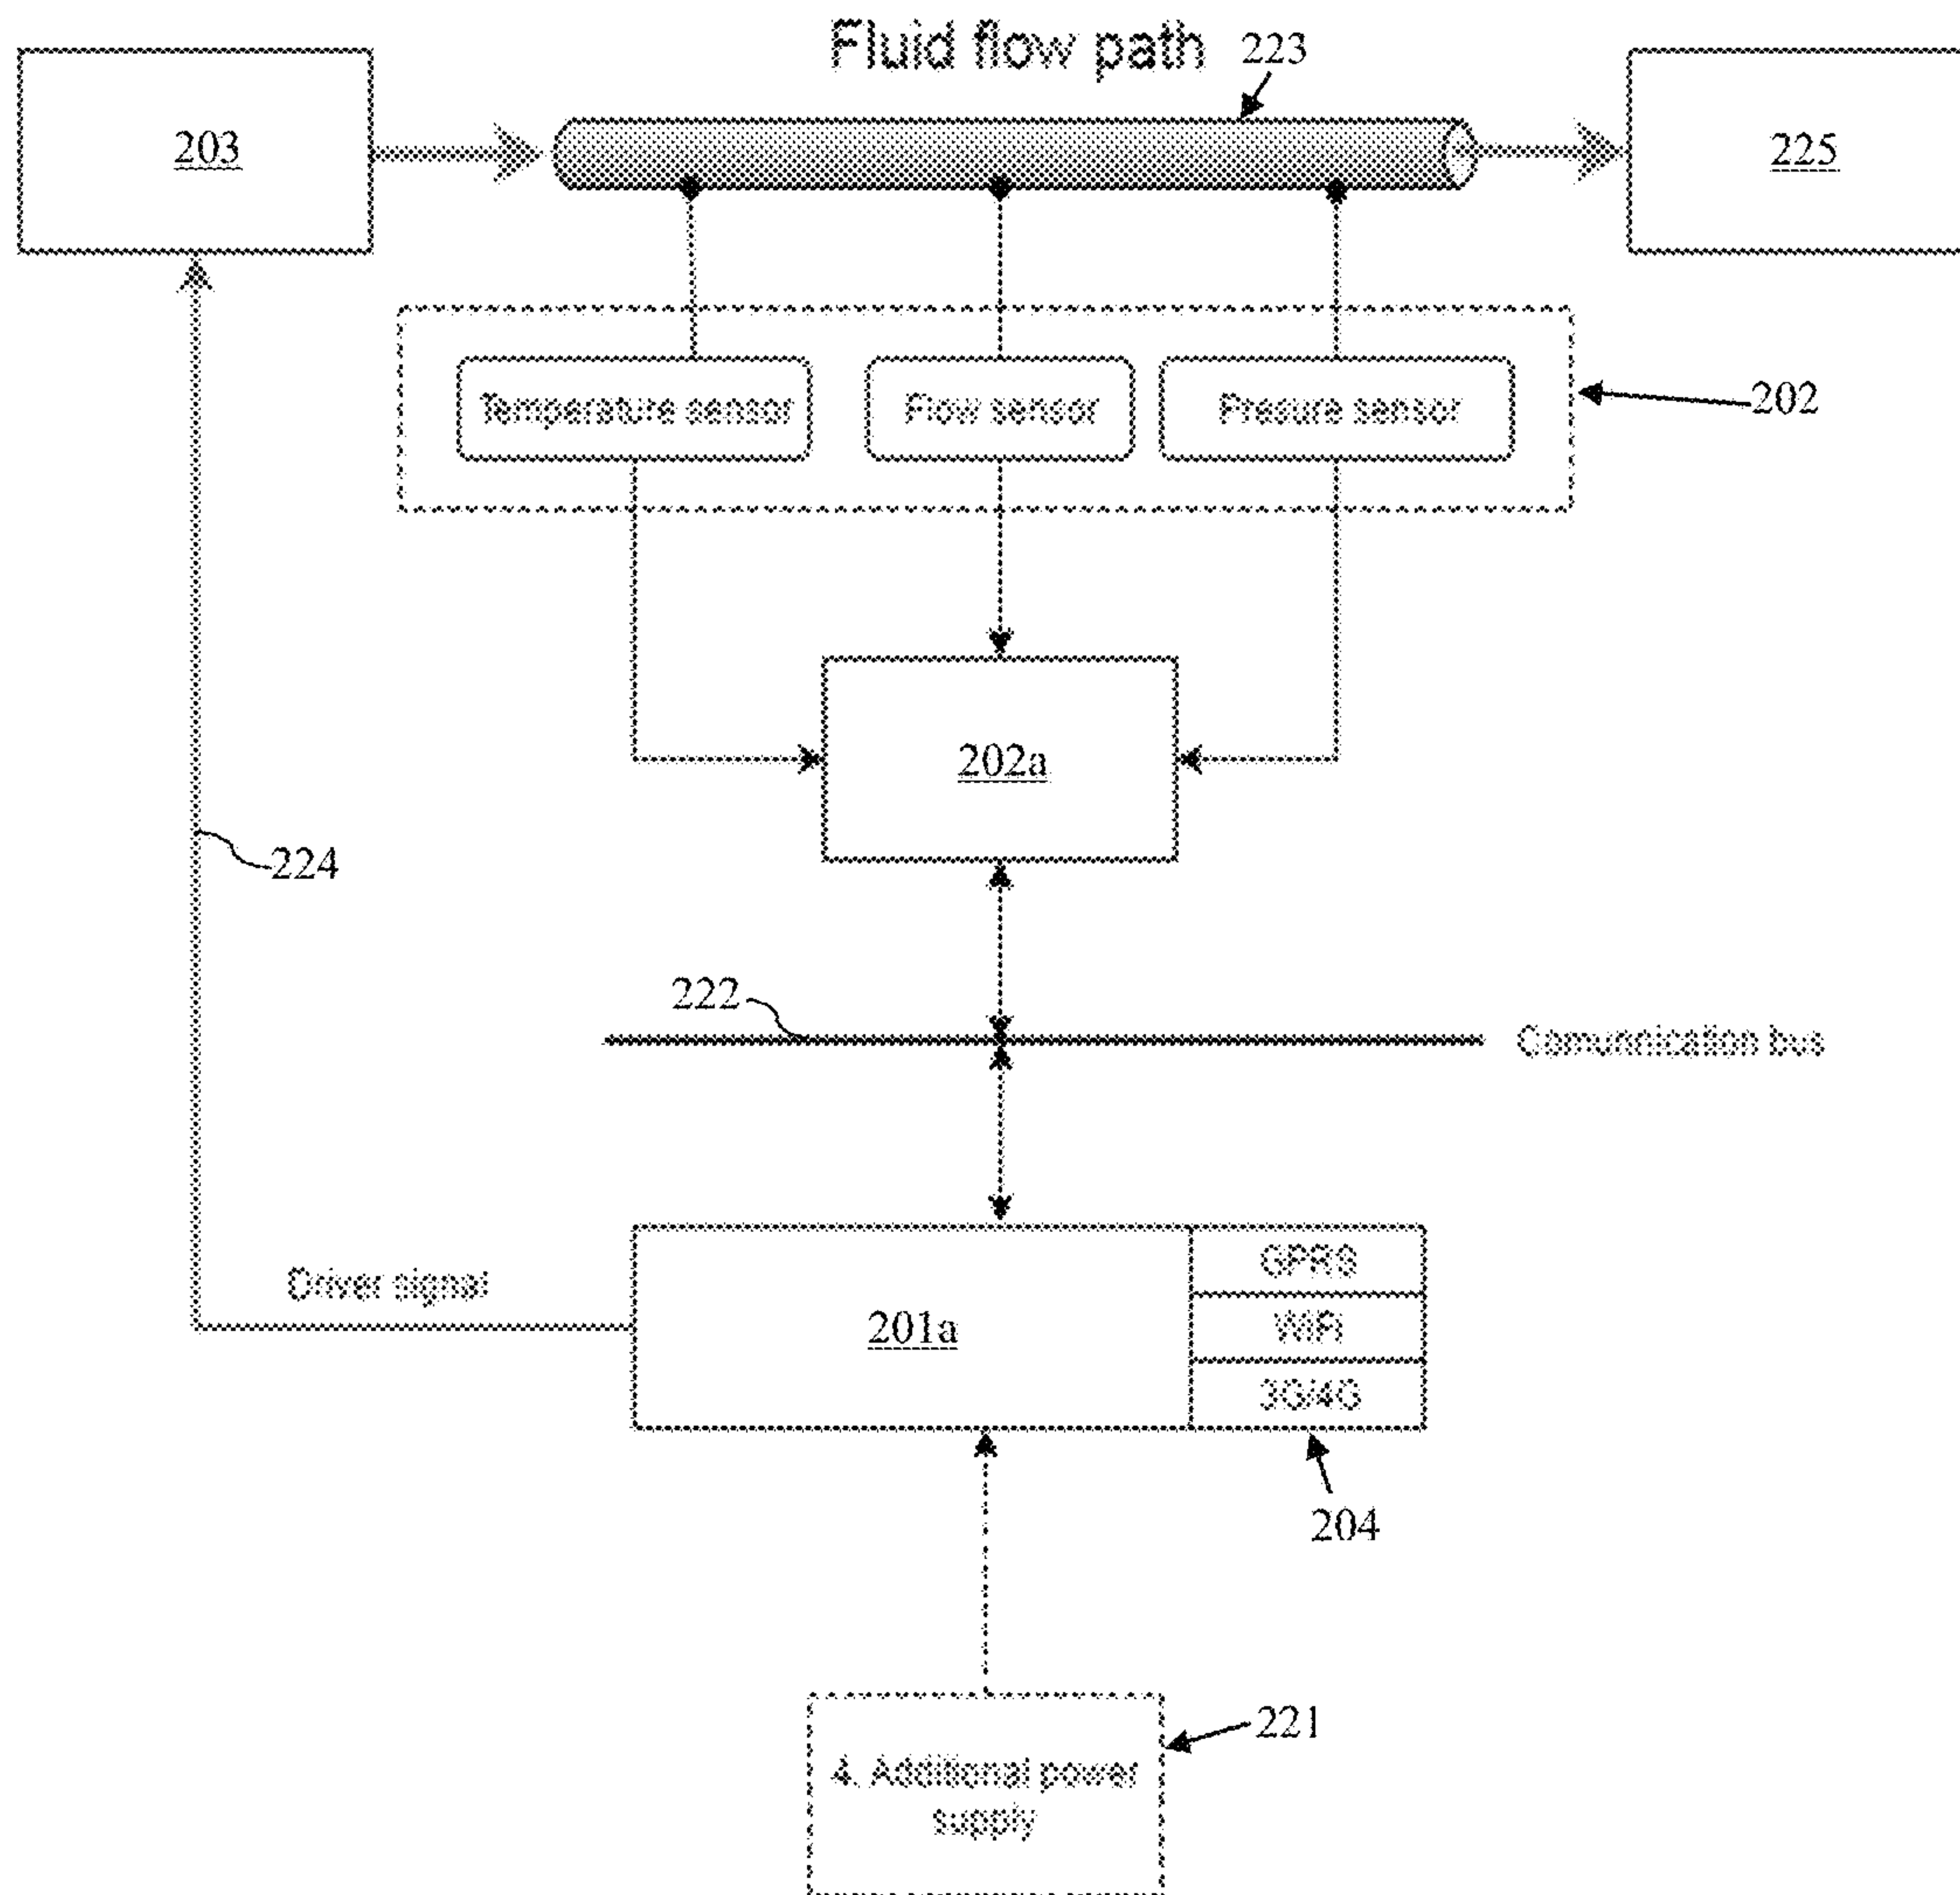 Fluid flow path
223
203
225
Temperature sensor
Flow sensor
Presure sensor
202
202a
224
222
Comunnication bus
Driver signal
201a
GPRS
WiFi
3G/4G
204
221
4. Additional power
supply